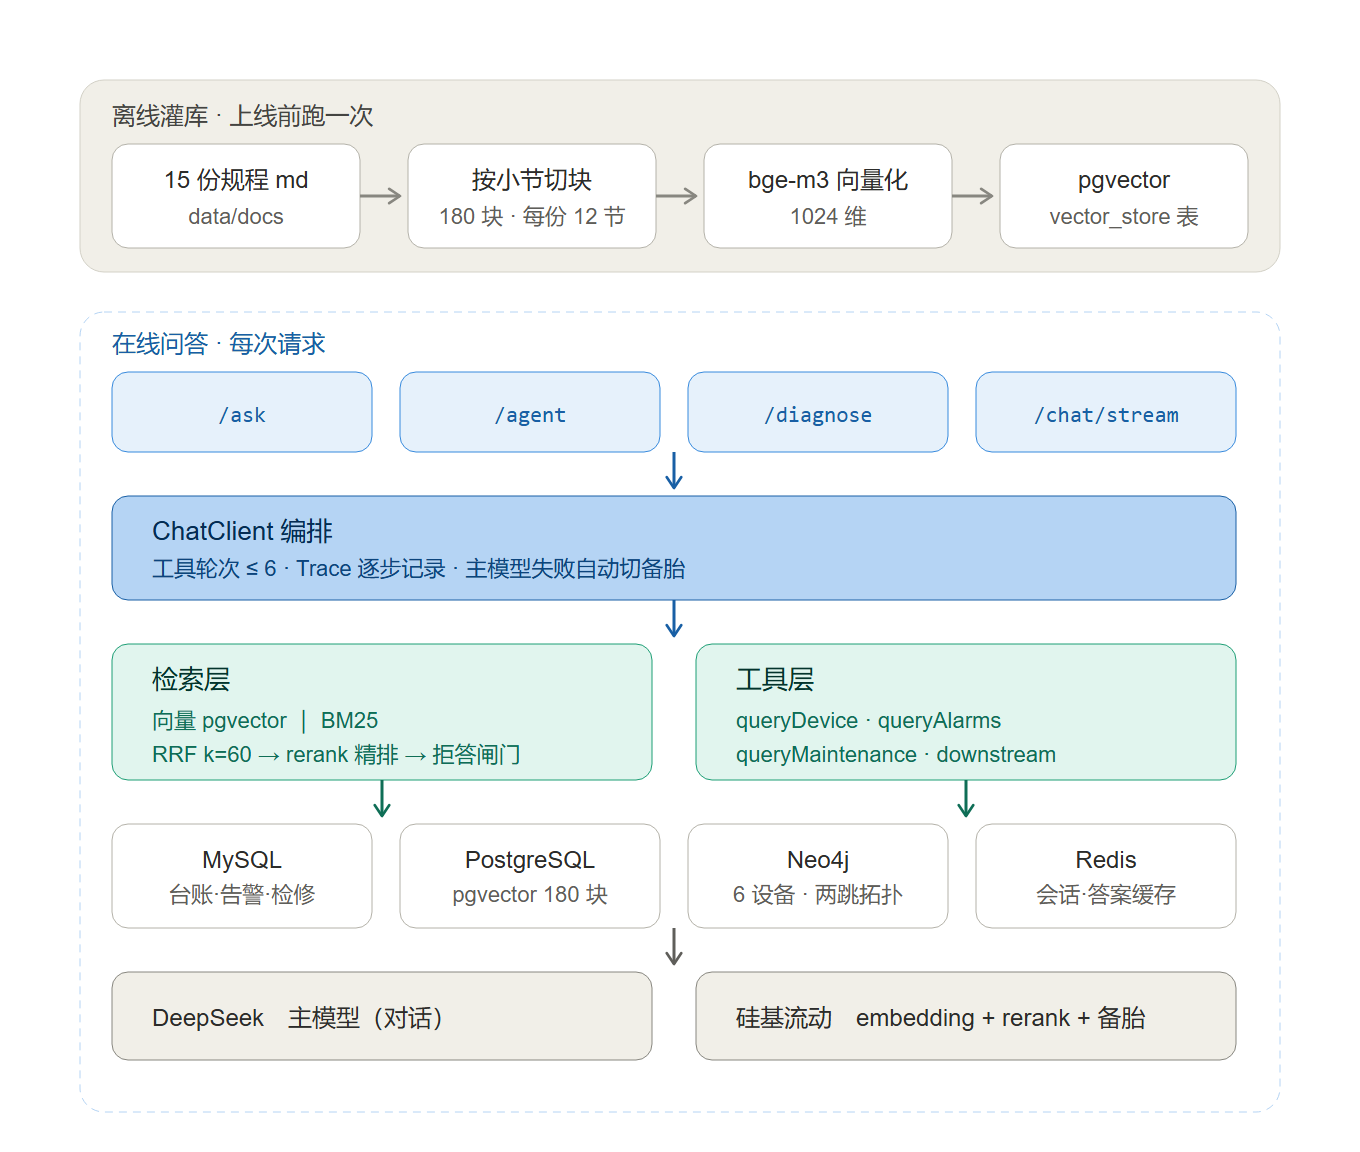 离线灌库 · 上线前跑一次
15 份规程 md
data/docs
按小节切块
180 块 · 每份 12 节
bge-m3 向量化
1024 维
pgvector
vector_store 表
在线问答 · 每次请求
/ask
/agent
/diagnose
/chat/stream
ChatClient 编排
工具轮次 ≤ 6 · Trace 逐步记录 · 主模型失败自动切备胎
检索层
向量 pgvector ｜ BM25
RRF k=60 → rerank 精排 → 拒答闸门
工具层
queryDevice · queryAlarms
queryMaintenance · downstream
MySQL
台账·告警·检修
PostgreSQL
pgvector 180 块
Neo4j
6 设备 · 两跳拓扑
Redis
会话·答案缓存
DeepSeek 主模型（对话）
硅基流动 embedding + rerank + 备胎